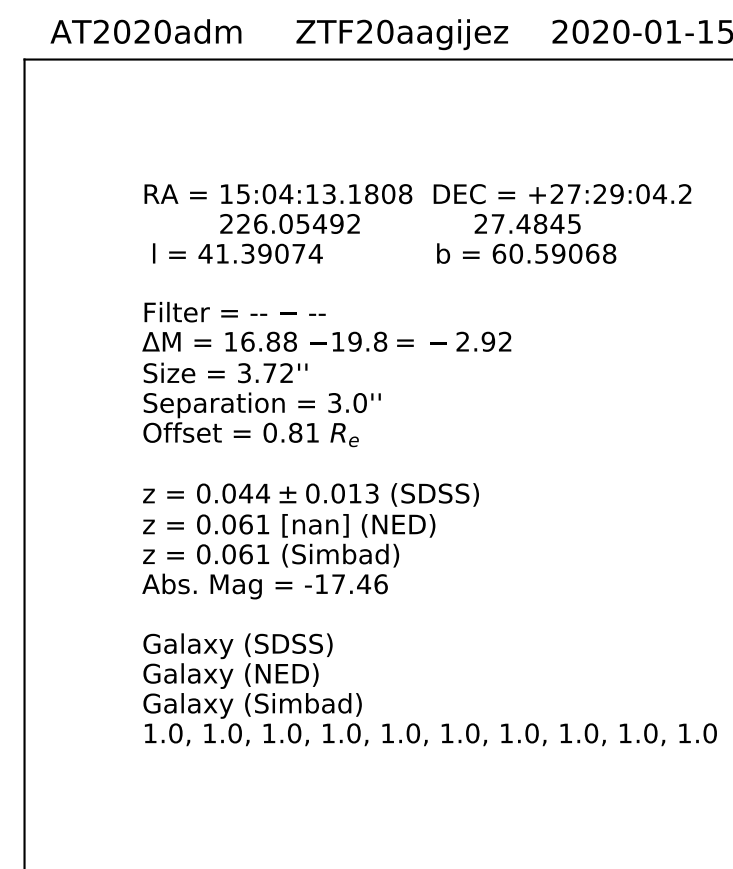 AT2020adm ZTF20aagijez 2020-01-15
RA = 15:04:13.1808 DEC = +27:29:04.2
226.05492 27.4845
l = 41.39074 b = 60.59068
Filter = -- − --
ΔM = 16.88 −19.8 = −2.92
Size = 3.72''
Separation = 3.0''
Offset = 0.81 Rₑ
z = 0.044 ± 0.013 (SDSS)
z = 0.061 [nan] (NED)
z = 0.061 (Simbad)
Abs. Mag = -17.46
Galaxy (SDSS)
Galaxy (NED)
Galaxy (Simbad)
1.0, 1.0, 1.0, 1.0, 1.0, 1.0, 1.0, 1.0, 1.0, 1.0